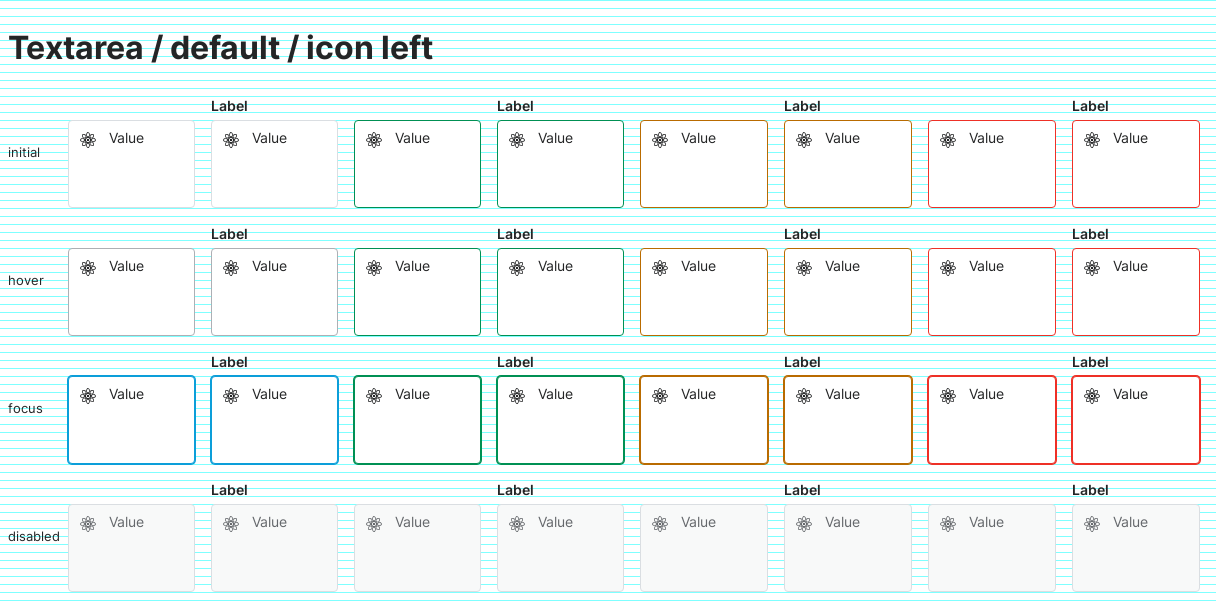 Textarea / default / icon left
Label Label Label Label
initial Value Value Value Value Value Value Value Value
Label Label Label Label
hover Value Value Value Value Value Value Value Value
Label Label Label Label
focus Value Value Value Value Value Value Value Value
Label Label Label Label
disabled Value Value Value Value Value Value Value Value